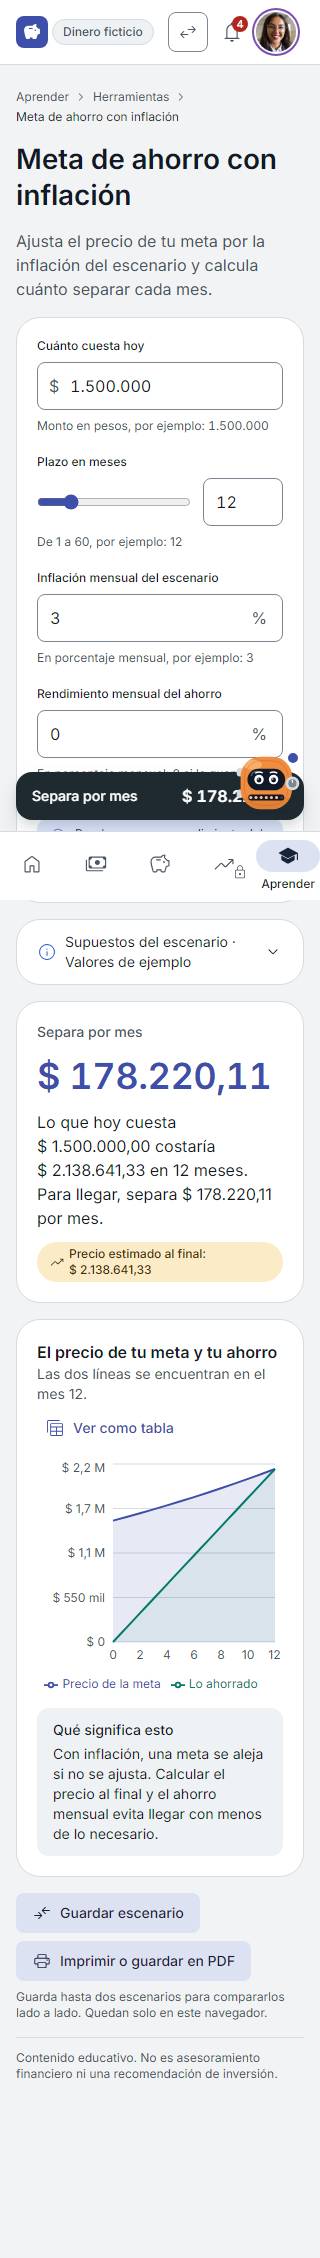 Dinero ficticio
4
Aprender
Herramientas
Meta de ahorro con inflación
Meta de ahorro con
inflación
Ajusta el precio de tu meta por la
inflación del escenario y calcula
cuánto separar cada mes.
Cuánto cuesta hoy
$ 1.500.000
Monto en pesos, por ejemplo: 1.500.000
Plazo en meses
12
De 1 a 60, por ejemplo: 12
Inflación mensual del escenario
3 %
En porcentaje mensual, por ejemplo: 3
Rendimiento mensual del ahorro
0 %
Separa por mes $ 178.2
Aprender
Supuestos del escenario ·
Valores de ejemplo
Separa por mes
$ 178.220,11
Lo que hoy cuesta
$ 1.500.000,00 costaría
$ 2.138.641,33 en 12 meses.
Para llegar, separa $ 178.220,11
por mes.
Precio estimado al final:
$ 2.138.641,33
El precio de tu meta y tu ahorro
Las dos líneas se encuentran en el
mes 12.
Ver como tabla
$ 2,2 M
$ 1,7 M
$ 1,1 M
$ 550 mil
$ 0
0 2 4 6 8 10 12
Precio de la meta Lo ahorrado
Qué significa esto
Con inflación, una meta se aleja
si no se ajusta. Calcular el
precio al final y el ahorro
mensual evita llegar con menos
de lo necesario.
Guardar escenario
Imprimir o guardar en PDF
Guarda hasta dos escenarios para compararlos
lado a lado. Quedan solo en este navegador.
Contenido educativo. No es asesoramiento
financiero ni una recomendación de inversión.